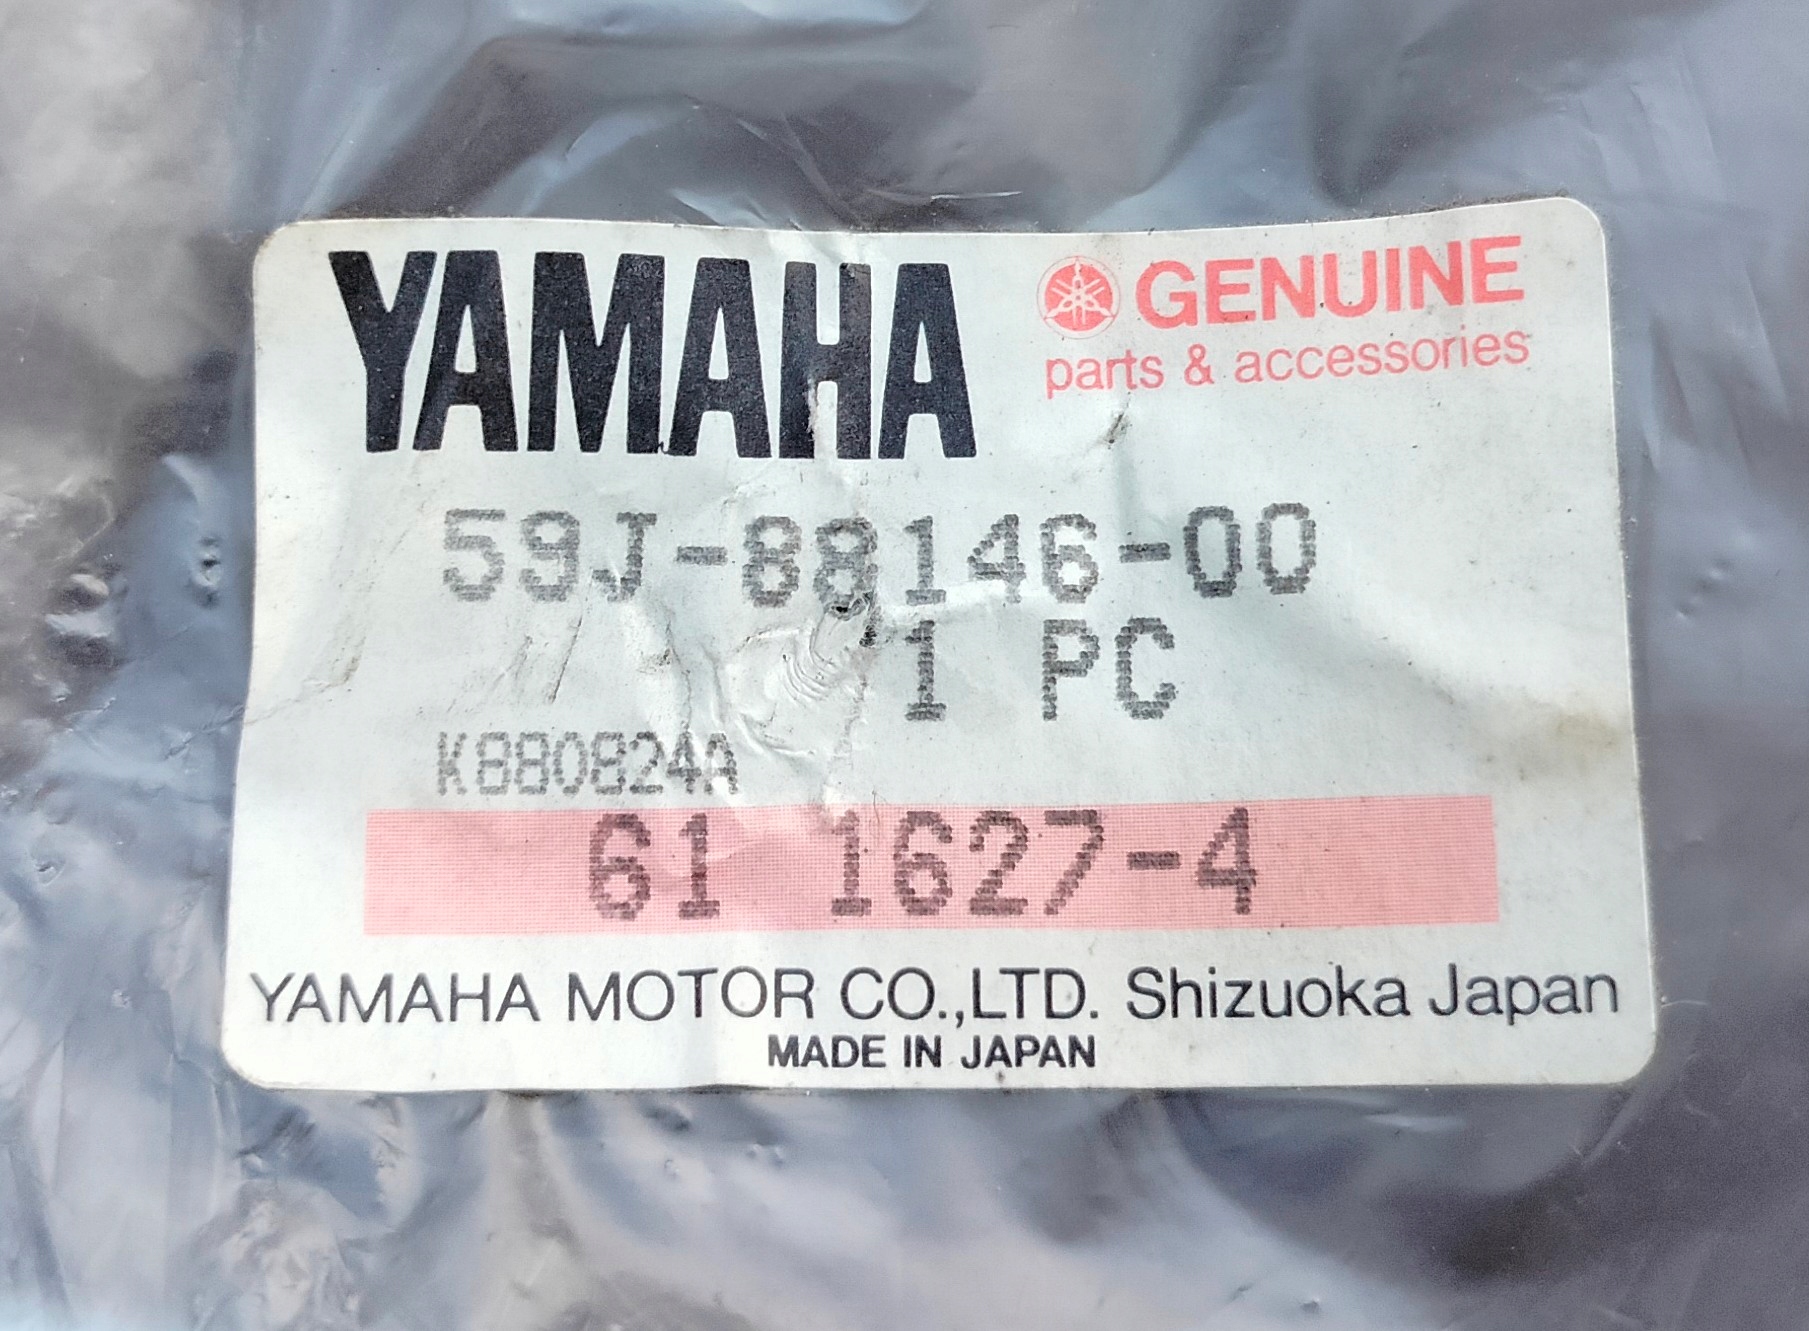 YAMAHA
GENUINE
parts & accessories
59J-88146-00
1 PC
K880824A
61 1627-4
YAMAHA MOTOR CO.,LTD. Shizuoka Japan
MADE IN JAPAN